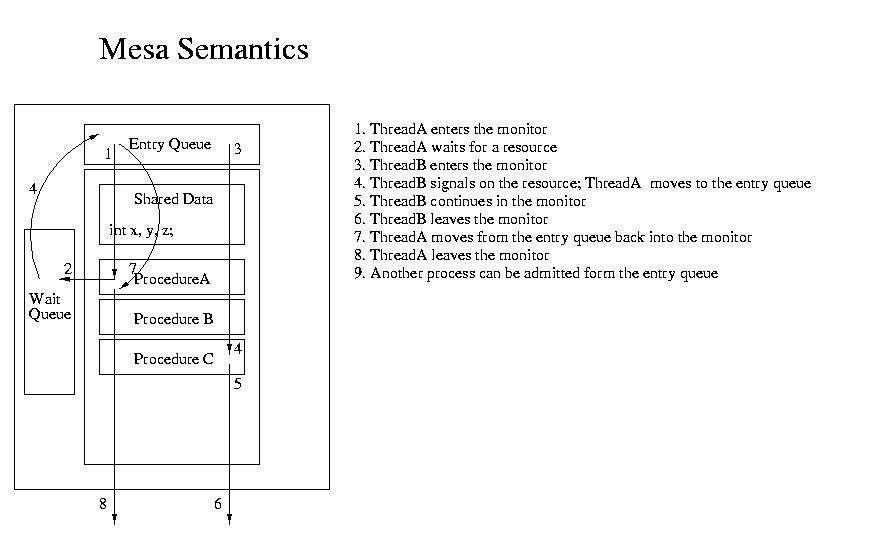 Mesa Semantics
Entry Queue
1
3
Shared Data
int x, y, z;
4
2
7
ProcedureA
Wait
Queue
Procedure B
Procedure C
4
5
8
6
1. ThreadA enters the monitor
2. ThreadA waits for a resource
3. ThreadB enters the monitor
4. ThreadB signals on the resource; ThreadA  moves to the entry queue
5. ThreadB continues in the monitor
6. ThreadB leaves the monitor
7. ThreadA moves from the entry queue back into the monitor
8. ThreadA leaves the monitor
9. Another process can be admitted form the entry queue